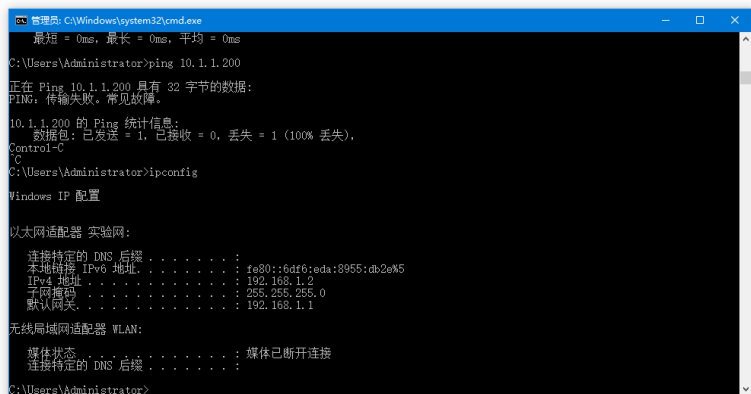 管理员: C:\Windows\system32\cmd.exe
最短 = 0ms，最长 = 0ms，平均 = 0ms
C:\Users\Administrator>ping 10.1.1.200
正在 Ping 10.1.1.200 具有 32 字节的数据:
PING：传输失败。常见故障。
10.1.1.200 的 Ping 统计信息:
数据包: 已发送 = 1，已接收 = 0，丢失 = 1 (100% 丢失)，
Control-C
^C
C:\Users\Administrator>ipconfig
Windows IP 配置
以太网适配器 实验网:
连接特定的 DNS 后缀 . . . . . . . :
本地链接 IPv6 地址. . . . . . . . : fe80::6df6:eda:8955:db2e%5
IPv4 地址 . . . . . . . . . . . . : 192.168.1.2
子网掩码 . . . . . . . . . . . . : 255.255.255.0
默认网关. . . . . . . . . . . . . : 192.168.1.1
无线局域网适配器 WLAN:
媒体状态 . . . . . . . . . . . . : 媒体已断开连接
连接特定的 DNS 后缀 . . . . . . . :
C:\Users\Administrator>